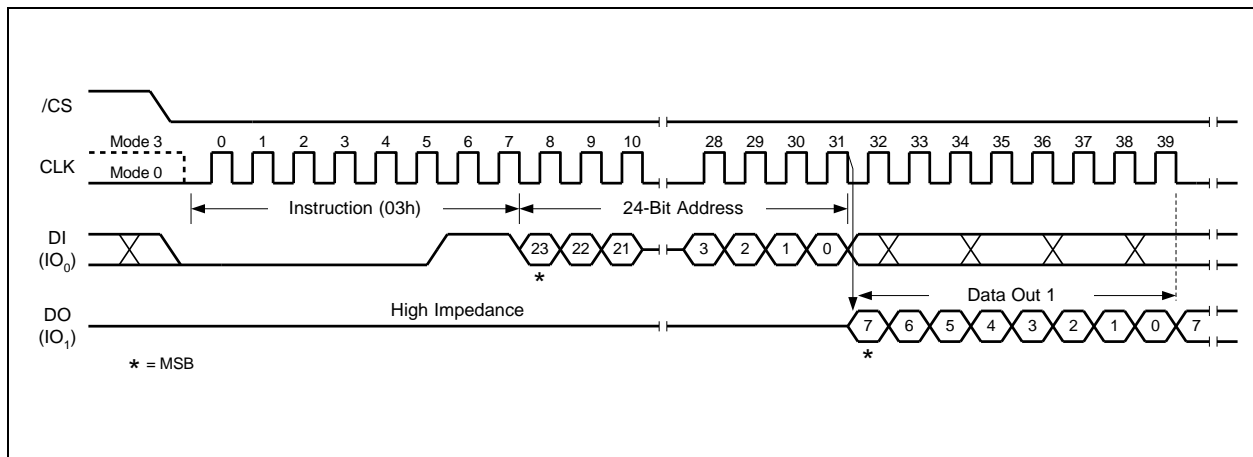 /CS
Mode 3 0 1 2 3 4 5 6 7 8 9 10 28 29 30 31 32 33 34 35 36 37 38 39
CLK Mode 0
Instruction (03h) 24-Bit Address
DI
(IO0)
23 22 21 3 2 1 0
*
High Impedance Data Out 1
DO
(IO1)
7 6 5 4 3 2 1 0 7
*
* = MSB